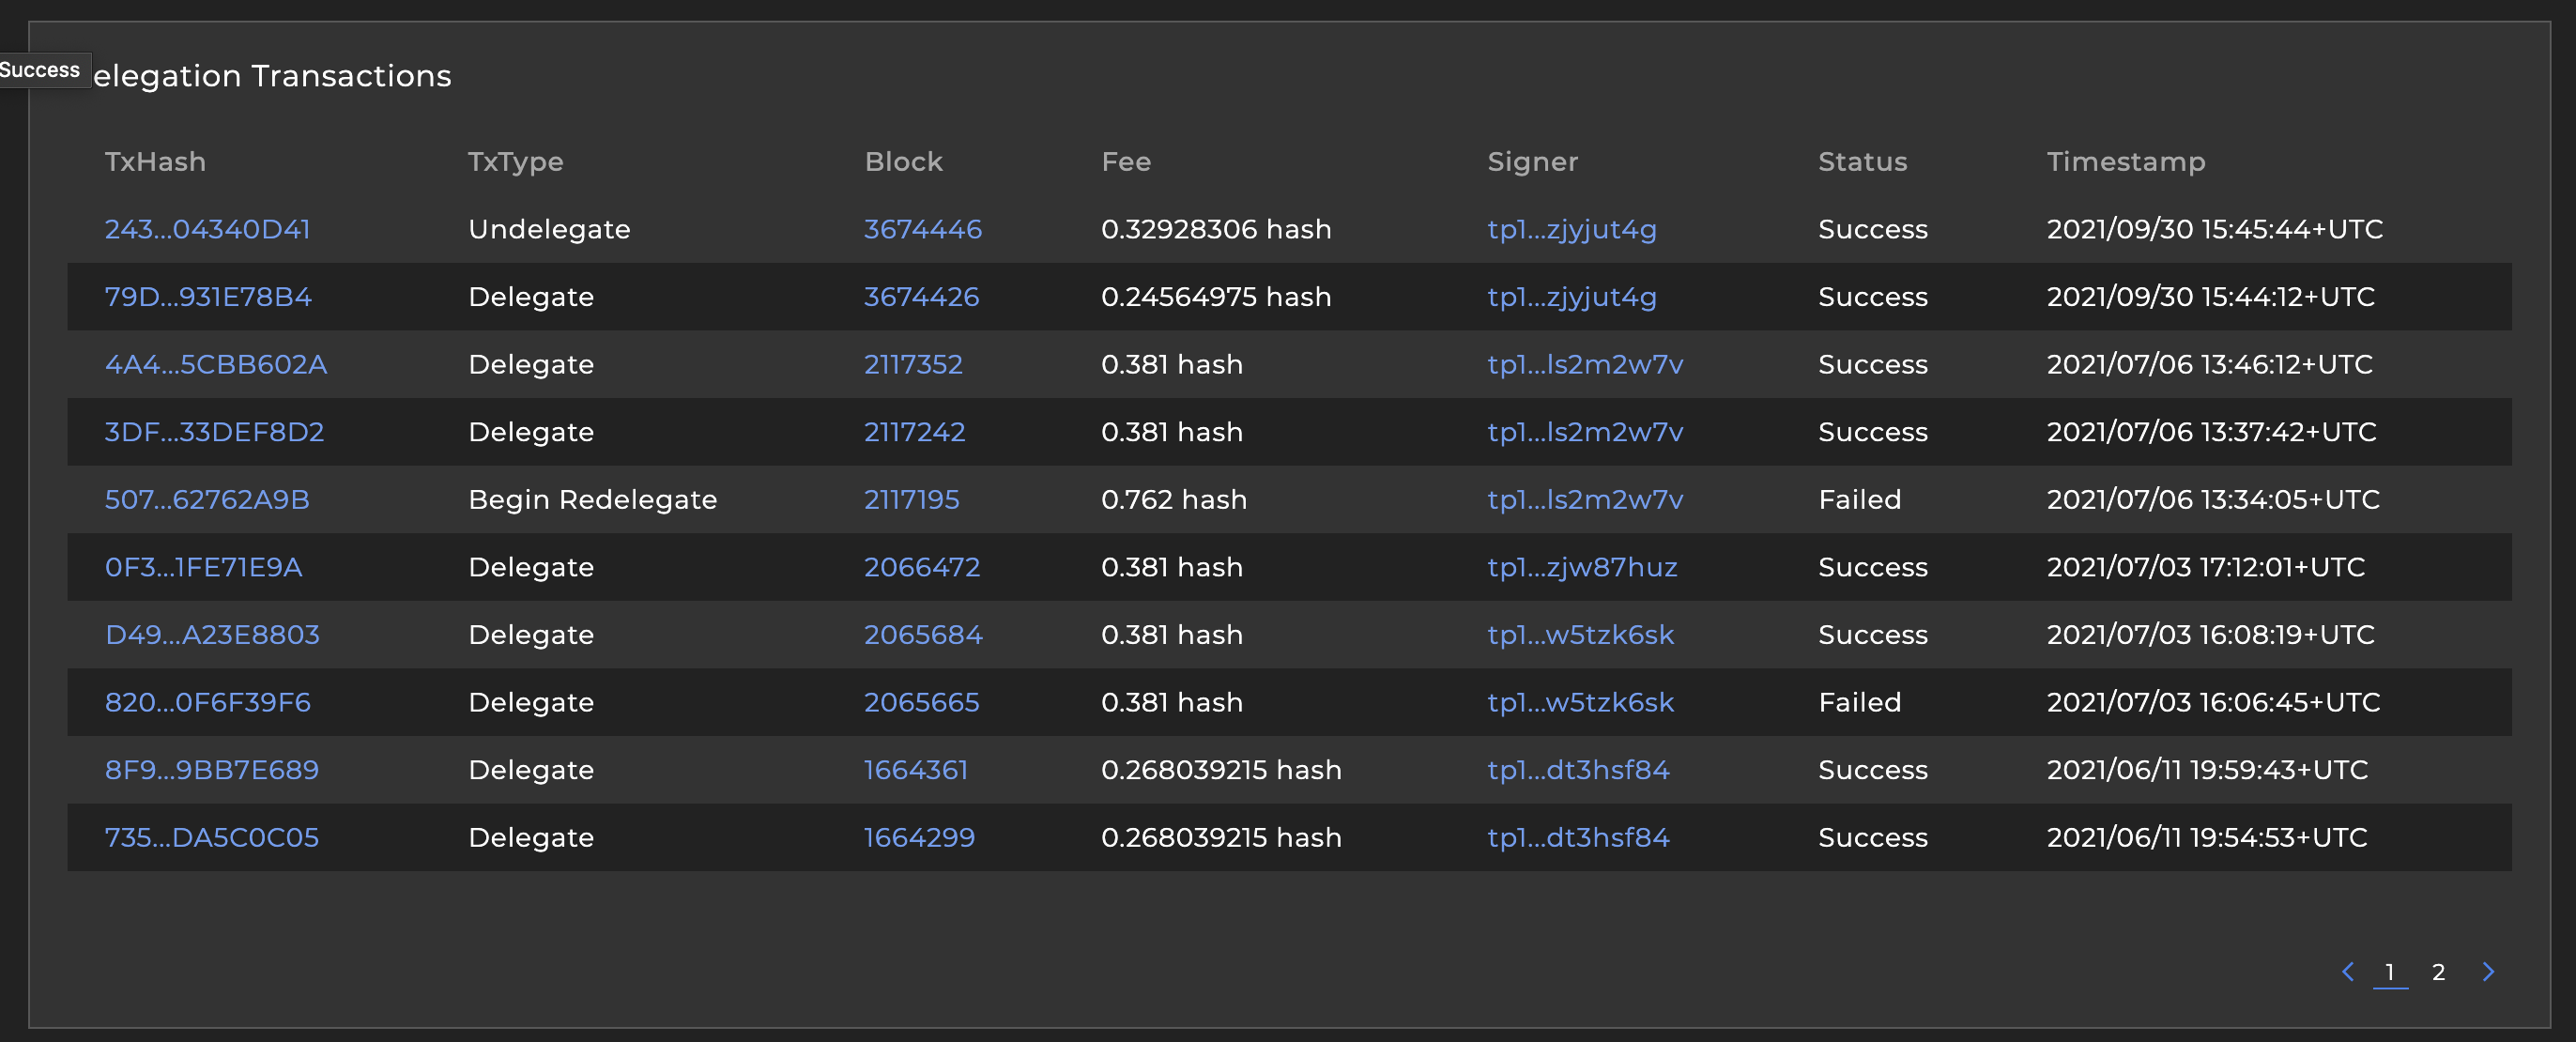 Success
elegation Transactions
TxHash TxType Block Fee Signer Status Timestamp
243...04340D41 Undelegate 3674446 0.32928306 hash tp1...zjyjut4g Success 2021/09/30 15:45:44+UTC
79D...931E78B4 Delegate 3674426 0.24564975 hash tp1...zjyjut4g Success 2021/09/30 15:44:12+UTC
4A4...5CBB602A Delegate 2117352 0.381 hash tp1...ls2m2w7v Success 2021/07/06 13:46:12+UTC
3DF...33DEF8D2 Delegate 2117242 0.381 hash tp1...ls2m2w7v Success 2021/07/06 13:37:42+UTC
507...62762A9B Begin Redelegate 2117195 0.762 hash tp1...ls2m2w7v Failed 2021/07/06 13:34:05+UTC
0F3...1FE71E9A Delegate 2066472 0.381 hash tp1...zjw87huz Success 2021/07/03 17:12:01+UTC
D49...A23E8803 Delegate 2065684 0.381 hash tp1...w5tzk6sk Success 2021/07/03 16:08:19+UTC
820...0F6F39F6 Delegate 2065665 0.381 hash tp1...w5tzk6sk Failed 2021/07/03 16:06:45+UTC
8F9...9BB7E689 Delegate 1664361 0.268039215 hash tp1...dt3hsf84 Success 2021/06/11 19:59:43+UTC
735...DA5C0C05 Delegate 1664299 0.268039215 hash tp1...dt3hsf84 Success 2021/06/11 19:54:53+UTC
1 2